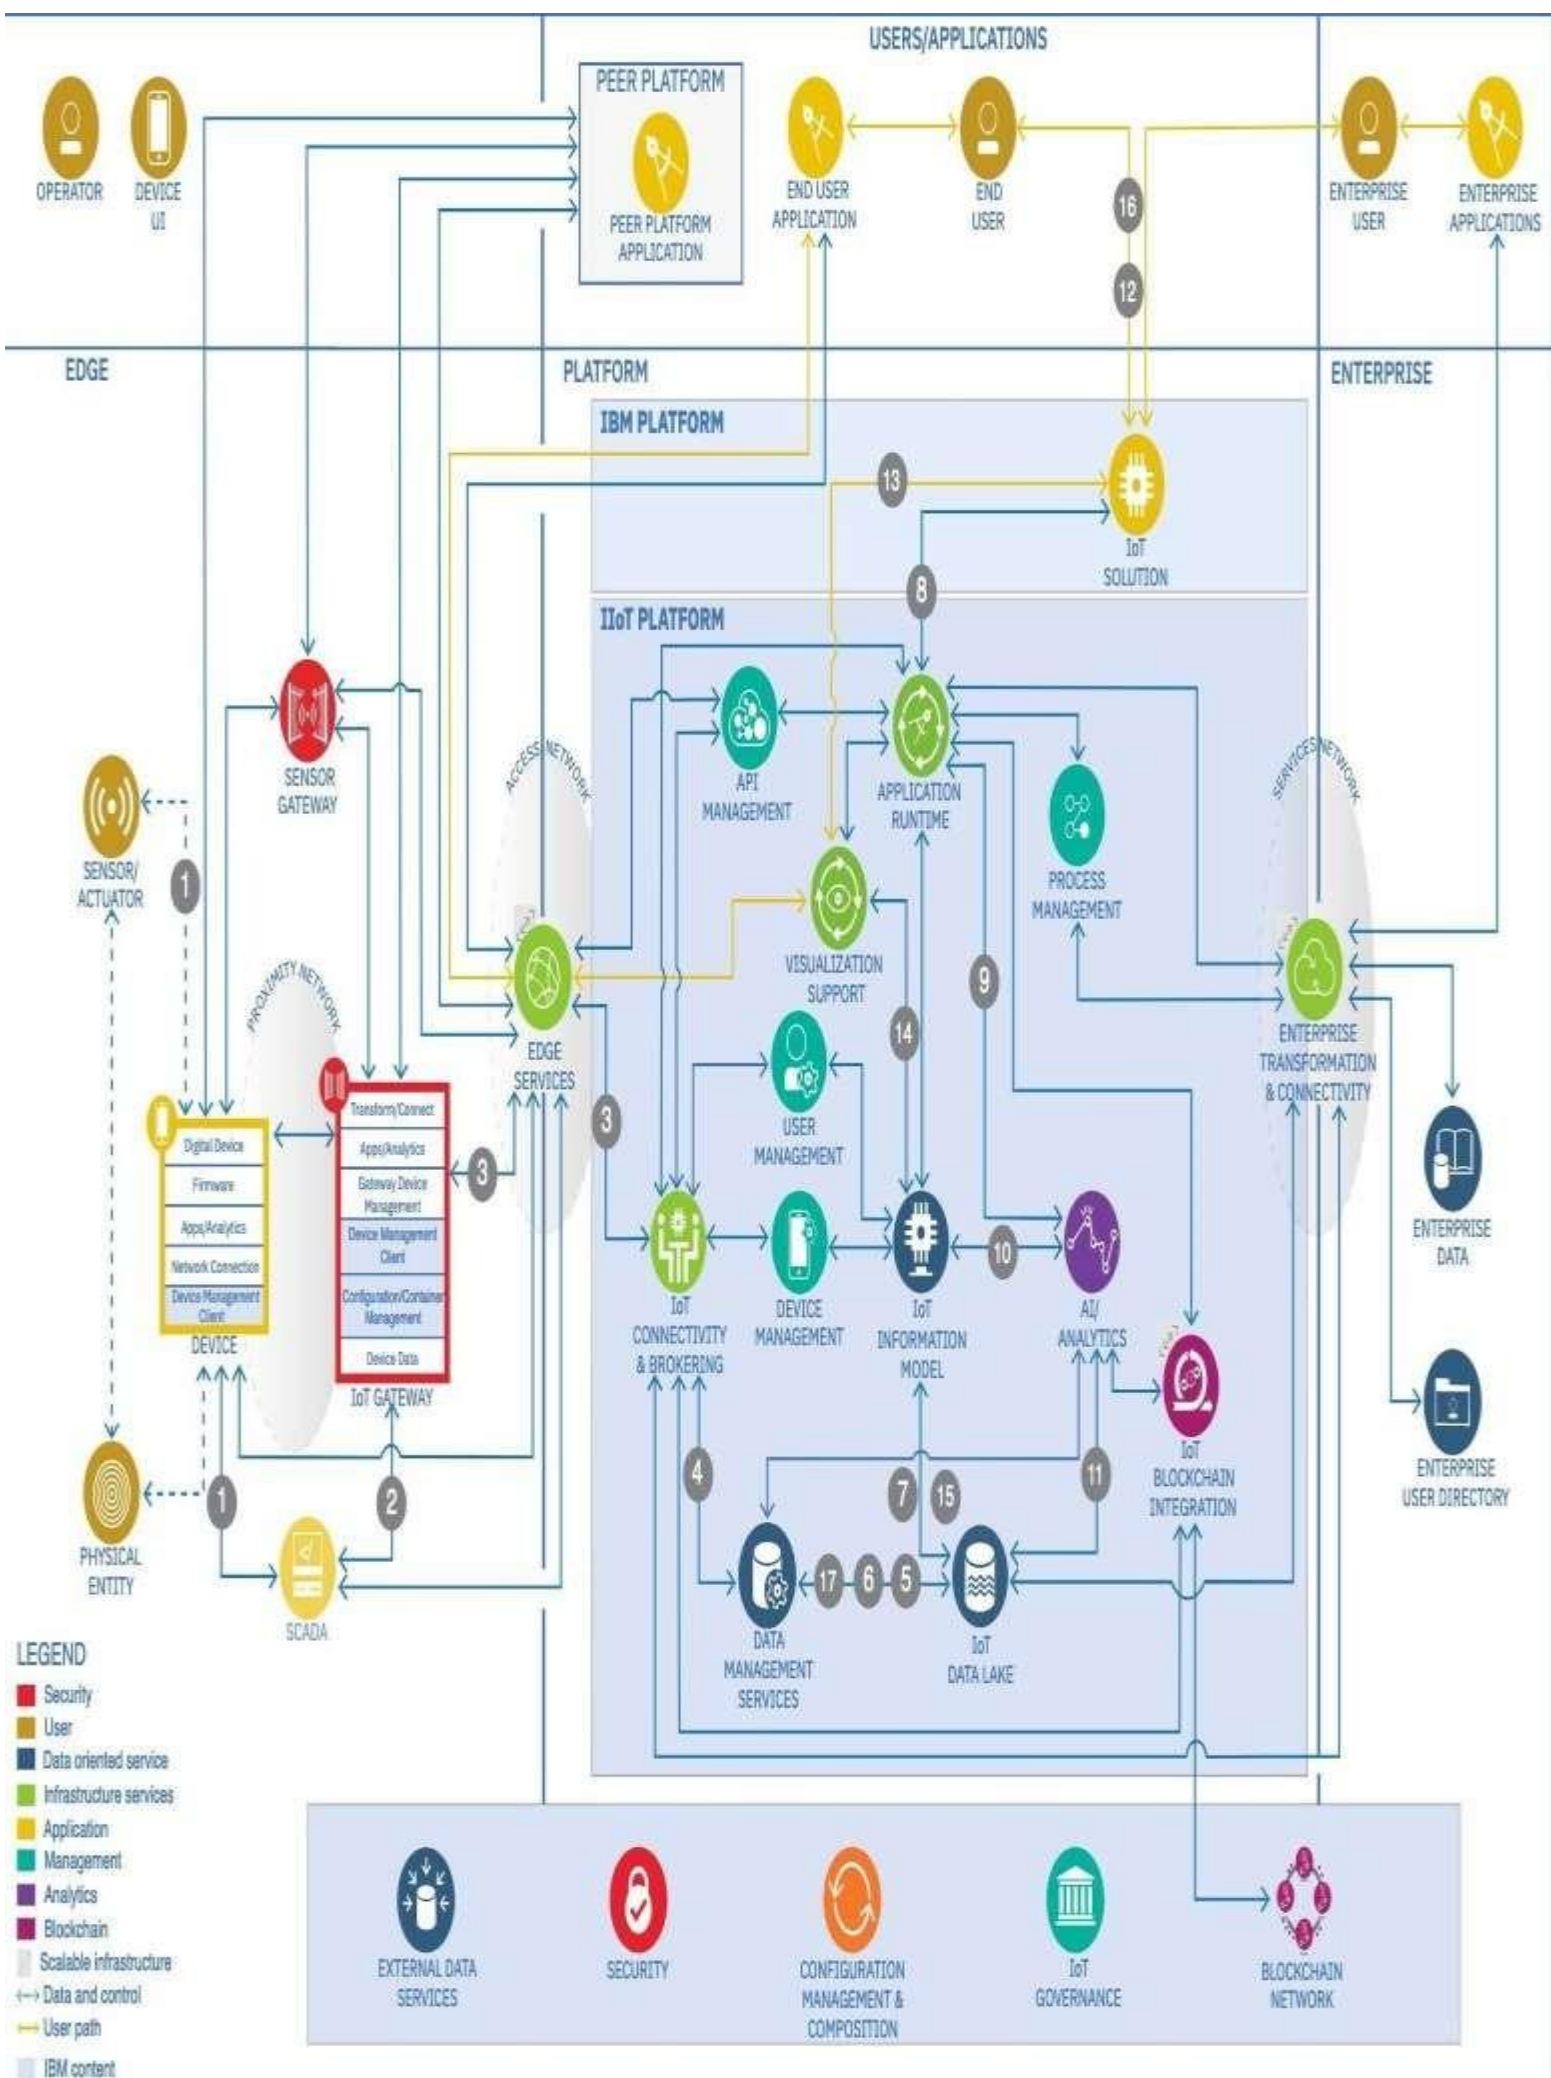 USERS/APPLICATIONS
PEER PLATFORM
OPERATOR
DEVICE
UI
PEER PLATFORM
APPLICATION
END USER
APPLICATION
END
USER
16
12
ENTERPRISE
USER
ENTERPRISE
APPLICATIONS
EDGE
PLATFORM
ENTERPRISE
IBM PLATFORM
13
IoT
SOLUTION
8
IIoT PLATFORM
SENSOR
GATEWAY
ACCESS NETWORK
API
MANAGEMENT
APPLICATION
RUNTIME
SERVICES NETWORK
SENSOR/
ACTUATOR
1
PROCESS
MANAGEMENT
VISUALIZATION
SUPPORT
9
PROXIMITY NETWORK
14
EDGE
SERVICES
ENTERPRISE
TRANSFORMATION
& CONNECTIVITY
USER
MANAGEMENT
3
3
Digital Device
Firmware
Apps/Analytics
Network Connection
Device Management
Client
DEVICE
Transform/Connect
Apps/Analytics
Gateway Device
Management
Device Management
Client
Configuration/Container
Management
Device Data
IoT GATEWAY
10
ENTERPRISE
DATA
IoT
CONNECTIVITY
& BROKERING
DEVICE
MANAGEMENT
IoT
INFORMATION
MODEL
AI/
ANALYTICS
IoT
BLOCKCHAIN
INTEGRATION
ENTERPRISE
USER DIRECTORY
1
2
4
7
15
11
PHYSICAL
ENTITY
SCADA
17
6
5
DATA
MANAGEMENT
SERVICES
IoT
DATA LAKE
LEGEND
Security
User
Data oriented service
Infrastructure services
Application
Management
Analytics
Blockchain
Scalable infrastructure
Data and control
User path
IBM content
EXTERNAL DATA
SERVICES
SECURITY
CONFIGURATION
MANAGEMENT &
COMPOSITION
IoT
GOVERNANCE
BLOCKCHAIN
NETWORK